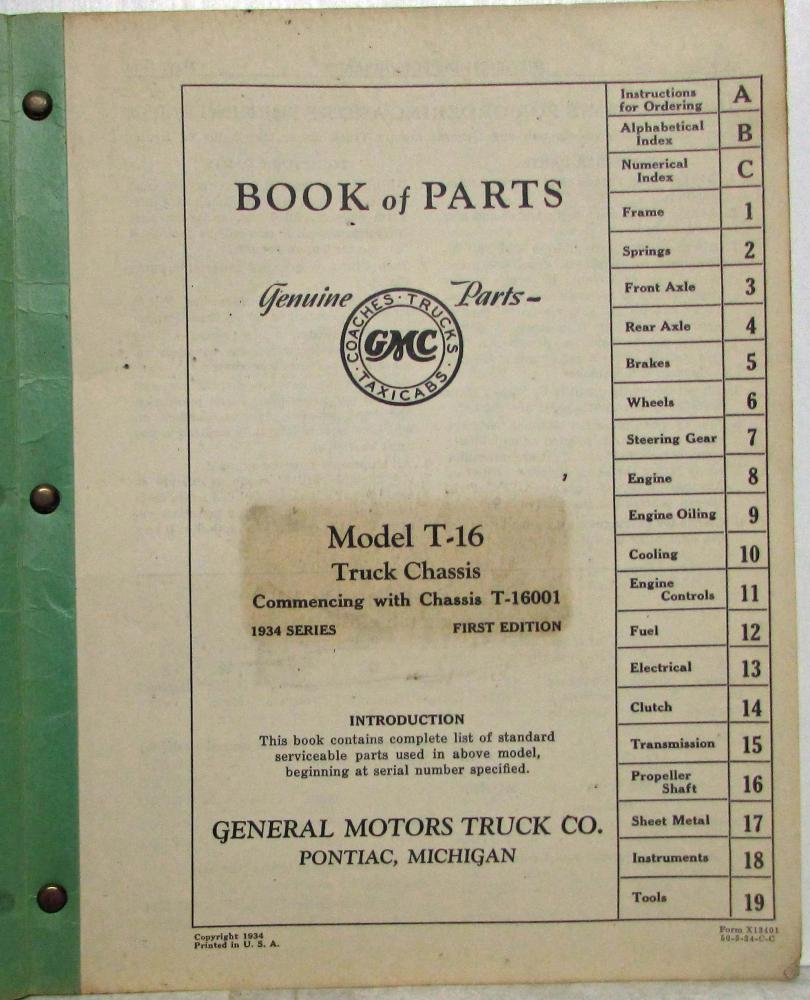 BOOK of PARTS
Genuine Parts-
COACHES · TRUCKS · TAXICABS ·
GMC
Model T-16
Truck Chassis
Commencing with Chassis T-16001
1934 SERIES FIRST EDITION
INTRODUCTION
This book contains complete list of standard
serviceable parts used in above model,
beginning at serial number specified.
GENERAL MOTORS TRUCK CO.
PONTIAC, MICHIGAN
Instructions
for Ordering A
Alphabetical
Index B
Numerical
Index C
Frame 1
Springs 2
Front Axle 3
Rear Axle 4
Brakes 5
Wheels 6
Steering Gear 7
Engine 8
Engine Oiling 9
Cooling 10
Engine
Controls 11
Fuel 12
Electrical 13
Clutch 14
Transmission 15
Propeller
Shaft 16
Sheet Metal 17
Instruments 18
Tools 19
Copyright 1934
Printed in U. S. A.
Form X13401